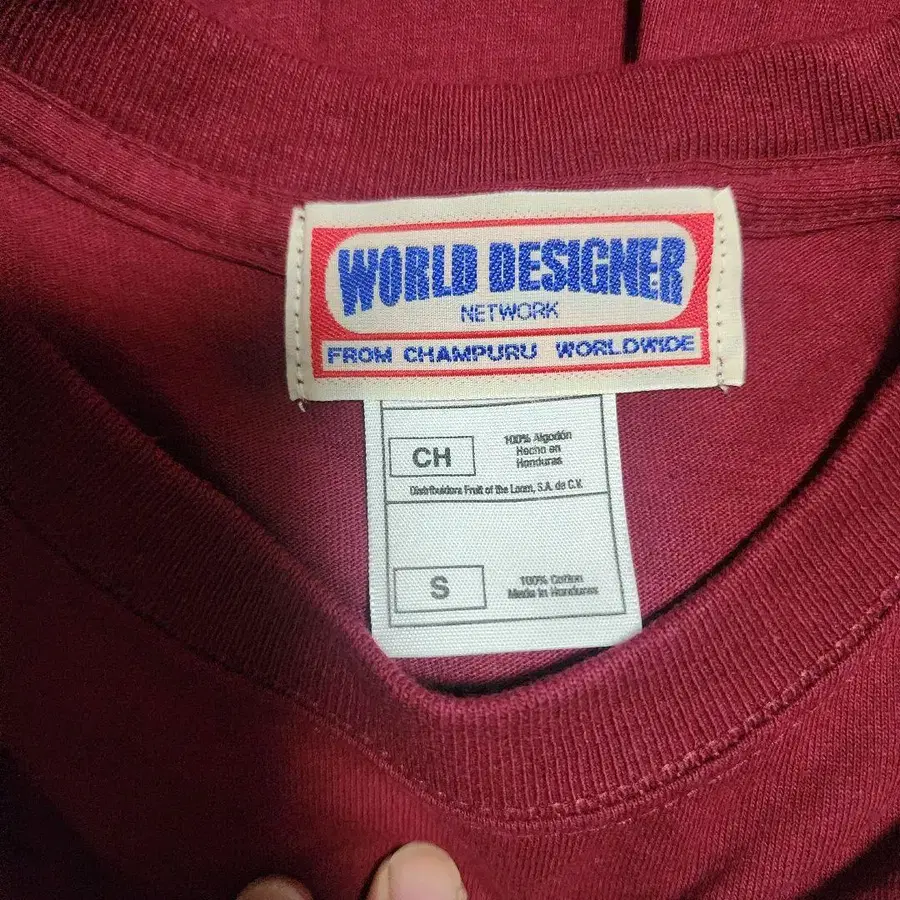 WORLD DESIGNER
NETWORK
FROM CHAMPURU WORLDWIDE
CH
100% Algodón
Hecho en
Honduras
Distribuidora Fruit of the Loom, S.A. de C.V.
S
100% Cotton
Made in Honduras